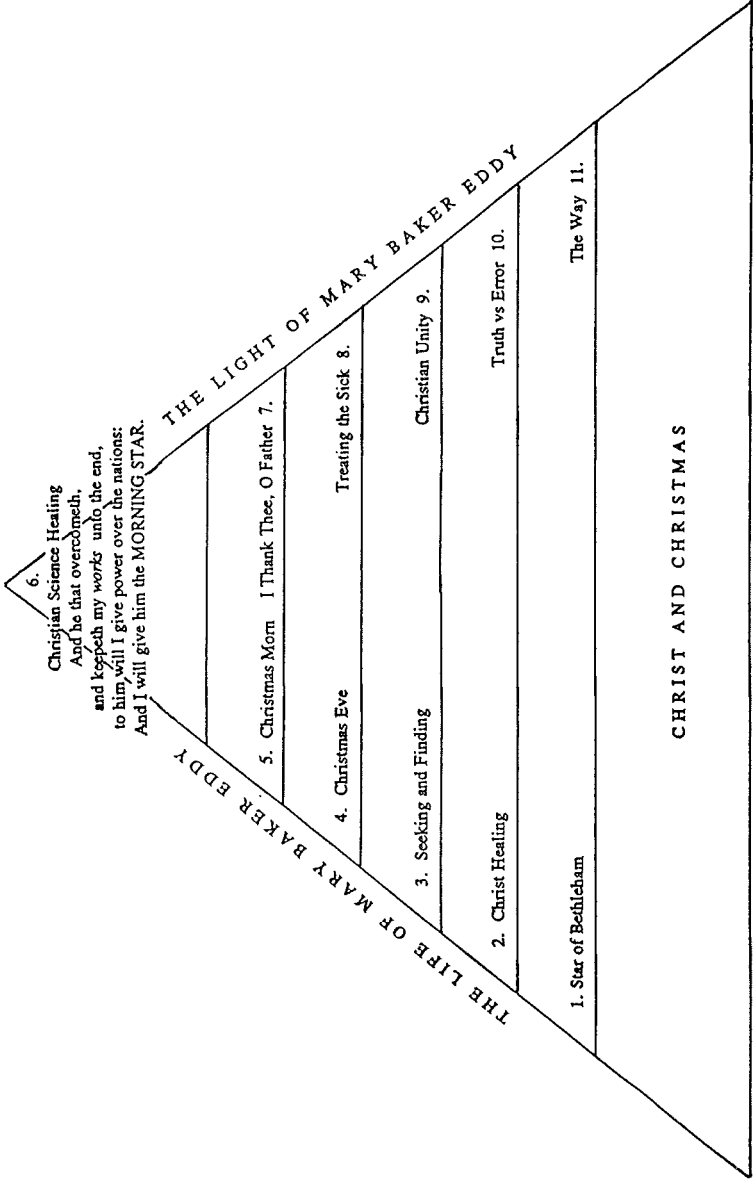 6.
Christian Science Healing
And he that overcometh,
and keepeth my works unto the end,
to him will I give power over the nations:
And I will give him the MORNING STAR.
THE LIFE OF MARY BAKER EDDY
THE LIGHT OF MARY BAKER EDDY
5. Christmas Morn I Thank Thee, O Father 7.
4. Christmas Eve Treating the Sick 8.
3. Seeking and Finding Christian Unity 9.
2. Christ Healing Truth vs Error 10.
1. Star of Bethleham The Way 11.
CHRIST AND CHRISTMAS